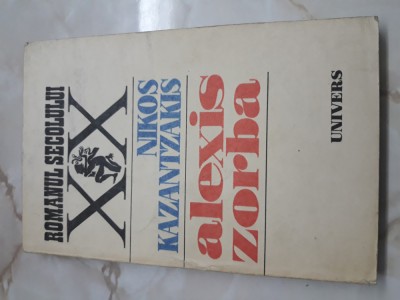 ROMANUL SECOLULUI
XX
NIKOS
KAZANTZAKIS
alexis
zorba
UNIVERS